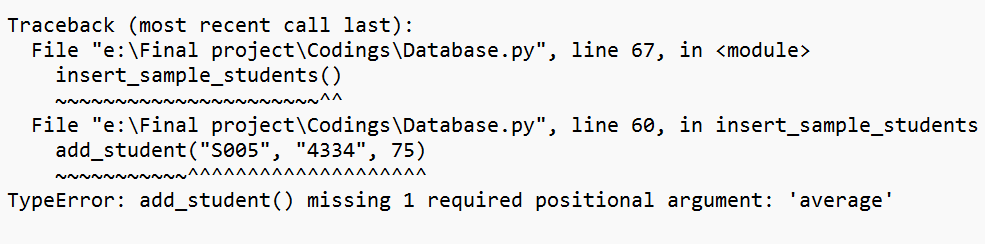 Traceback (most recent call last):
  File "e:\Final project\Codings\Database.py", line 67, in <module>
    insert_sample_students()
    ~~~~~~~~~~~~~~~~~~~~~~^^
  File "e:\Final project\Codings\Database.py", line 60, in insert_sample_students
    add_student("S005", "4334", 75)
    ~~~~~~~~~~~^^^^^^^^^^^^^^^^^^^^
TypeError: add_student() missing 1 required positional argument: 'average'